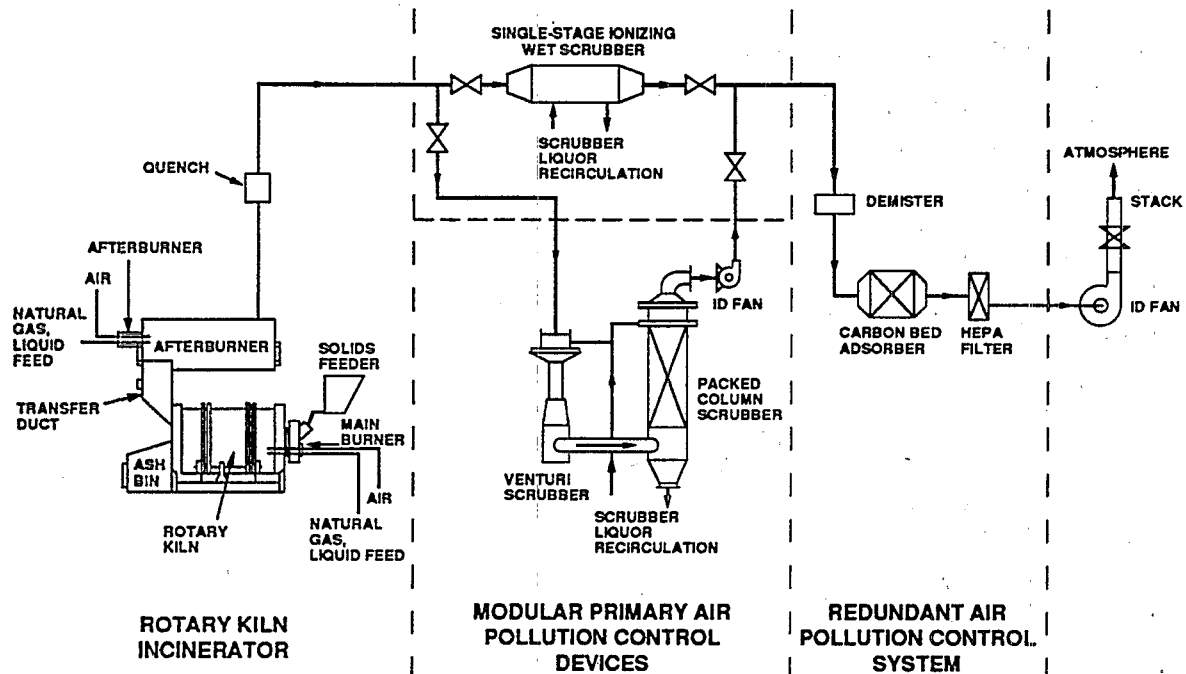 SINGLE-STAGE IONIZING
WET SCRUBBER
SCRUBBER
LIQUOR
RECIRCULATION
QUENCH
AFTERBURNER
AIR
NATURAL
GAS,
LIQUID
FEED
AFTERBURNER
TRANSFER
DUCT
ASH
BIN
ROTARY
KILN
SOLIDS
FEEDER
MAIN
BURNER
AIR
NATURAL
GAS,
LIQUID FEED
VENTURI
SCRUBBER
SCRUBBER
LIQUOR
RECIRCULATION
PACKED
COLUMN
SCRUBBER
ID FAN
DEMISTER
CARBON BED
ADSORBER
HEPA
FILTER
ATMOSPHERE
STACK
ID FAN
ROTARY KILN
INCINERATOR
MODULAR PRIMARY AIR
POLLUTION CONTROL
DEVICES
REDUNDANT AIR
POLLUTION CONTROL
SYSTEM